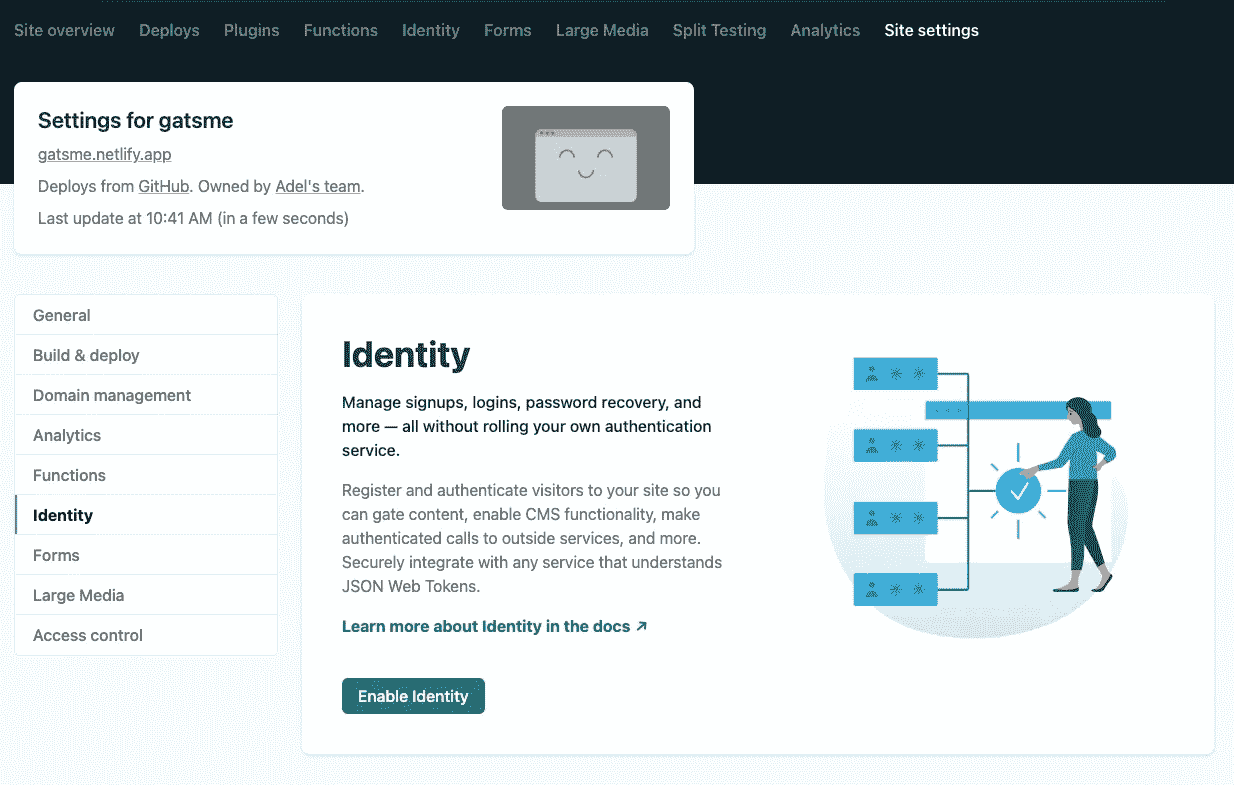 Site overview Deploys Plugins Functions Identity Forms Large Media Split Testing Analytics Site settings
Settings for gatsme
gatsme.netlify.app
Deploys from GitHub. Owned by Adel's team.
Last update at 10:41 AM (in a few seconds)
General
Build & deploy
Domain management
Analytics
Functions
Identity
Forms
Large Media
Access control
Identity
Manage signups, logins, password recovery, and
more — all without rolling your own authentication
service.
Register and authenticate visitors to your site so you
can gate content, enable CMS functionality, make
authenticated calls to outside services, and more.
Securely integrate with any service that understands
JSON Web Tokens.
Learn more about Identity in the docs ↗
Enable Identity